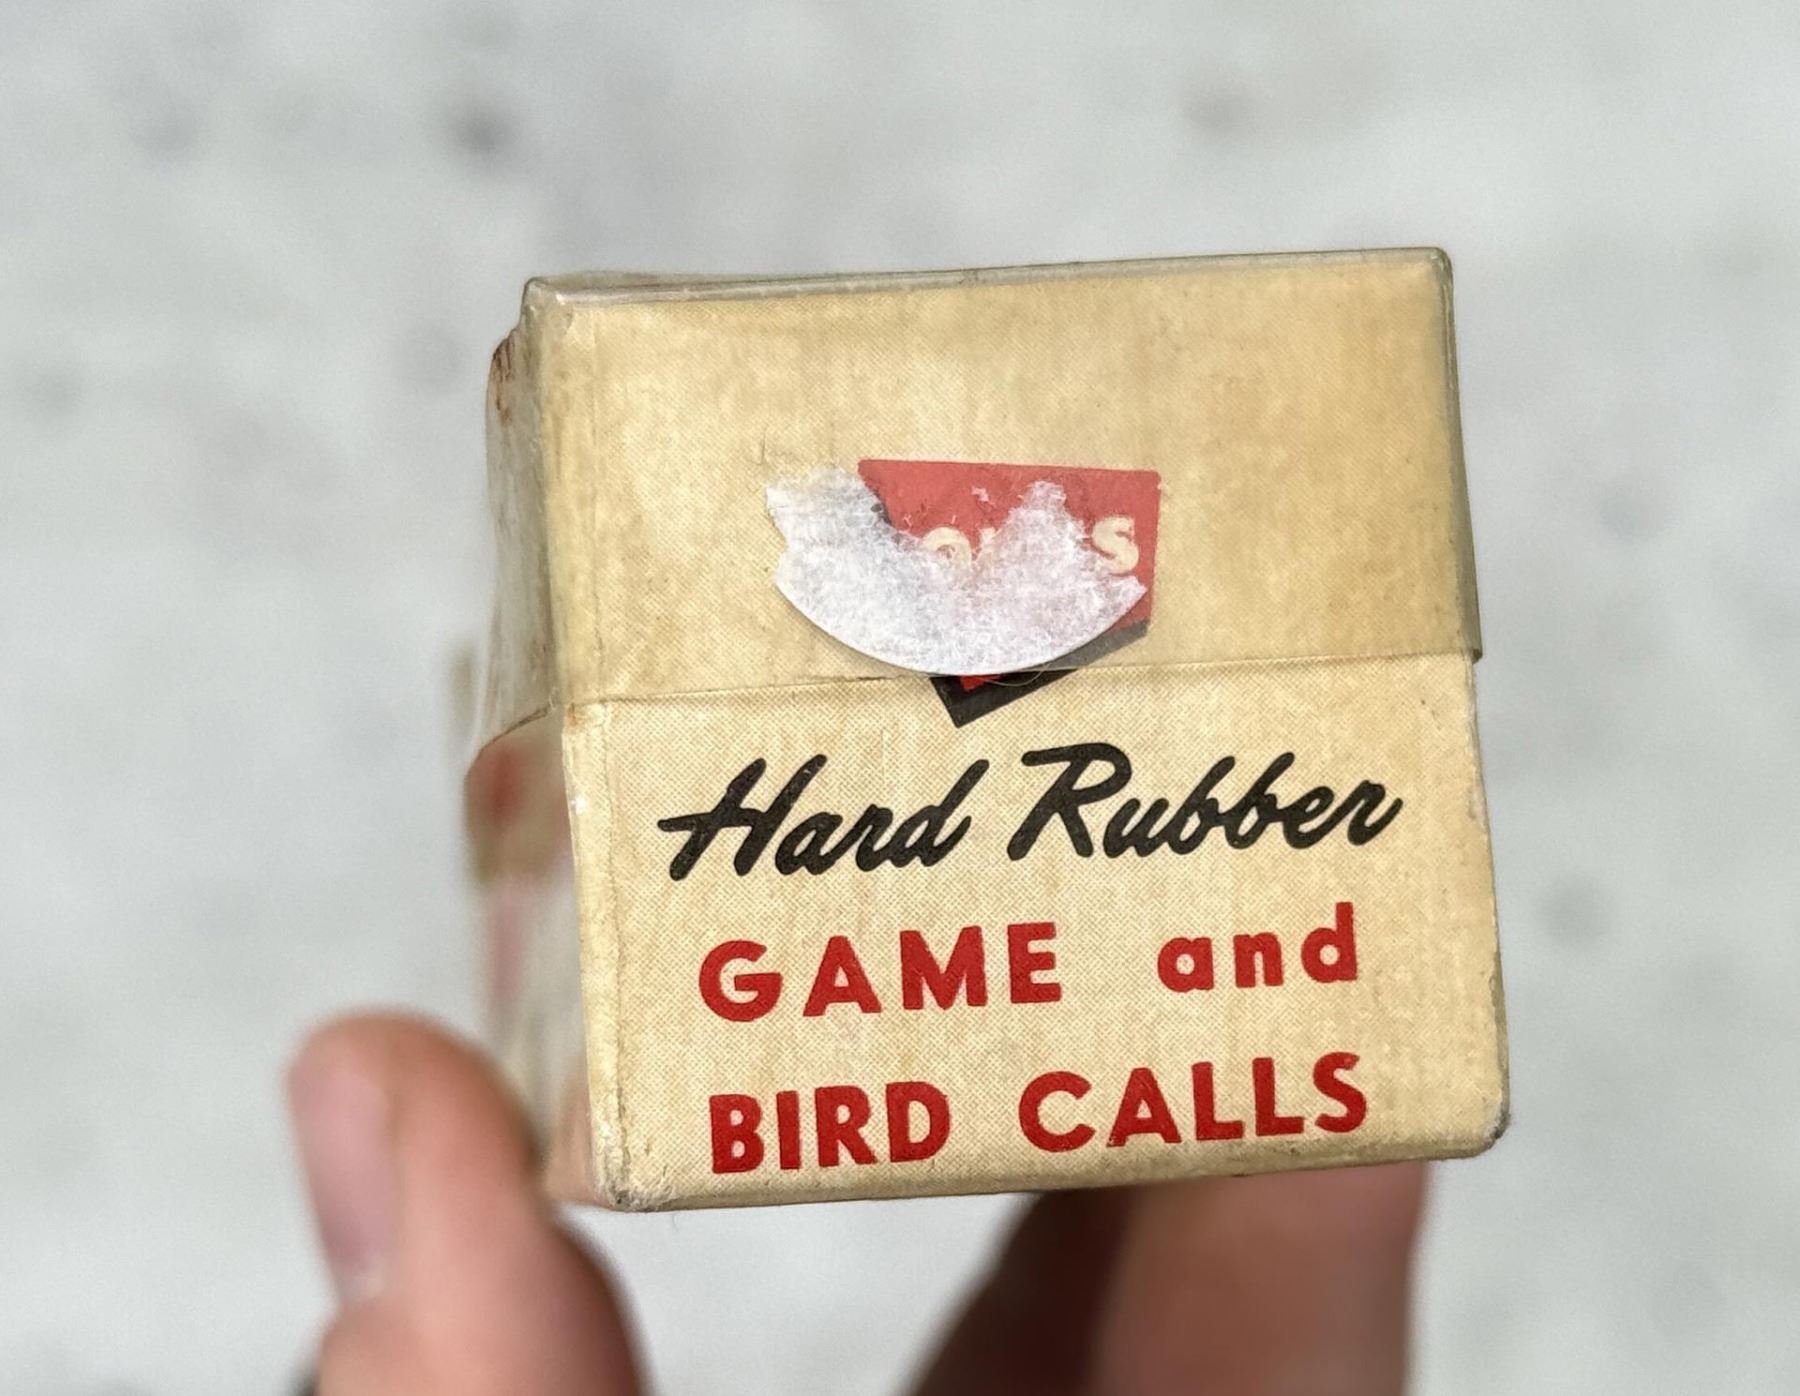 Hard Rubber
GAME and
BIRD CALLS